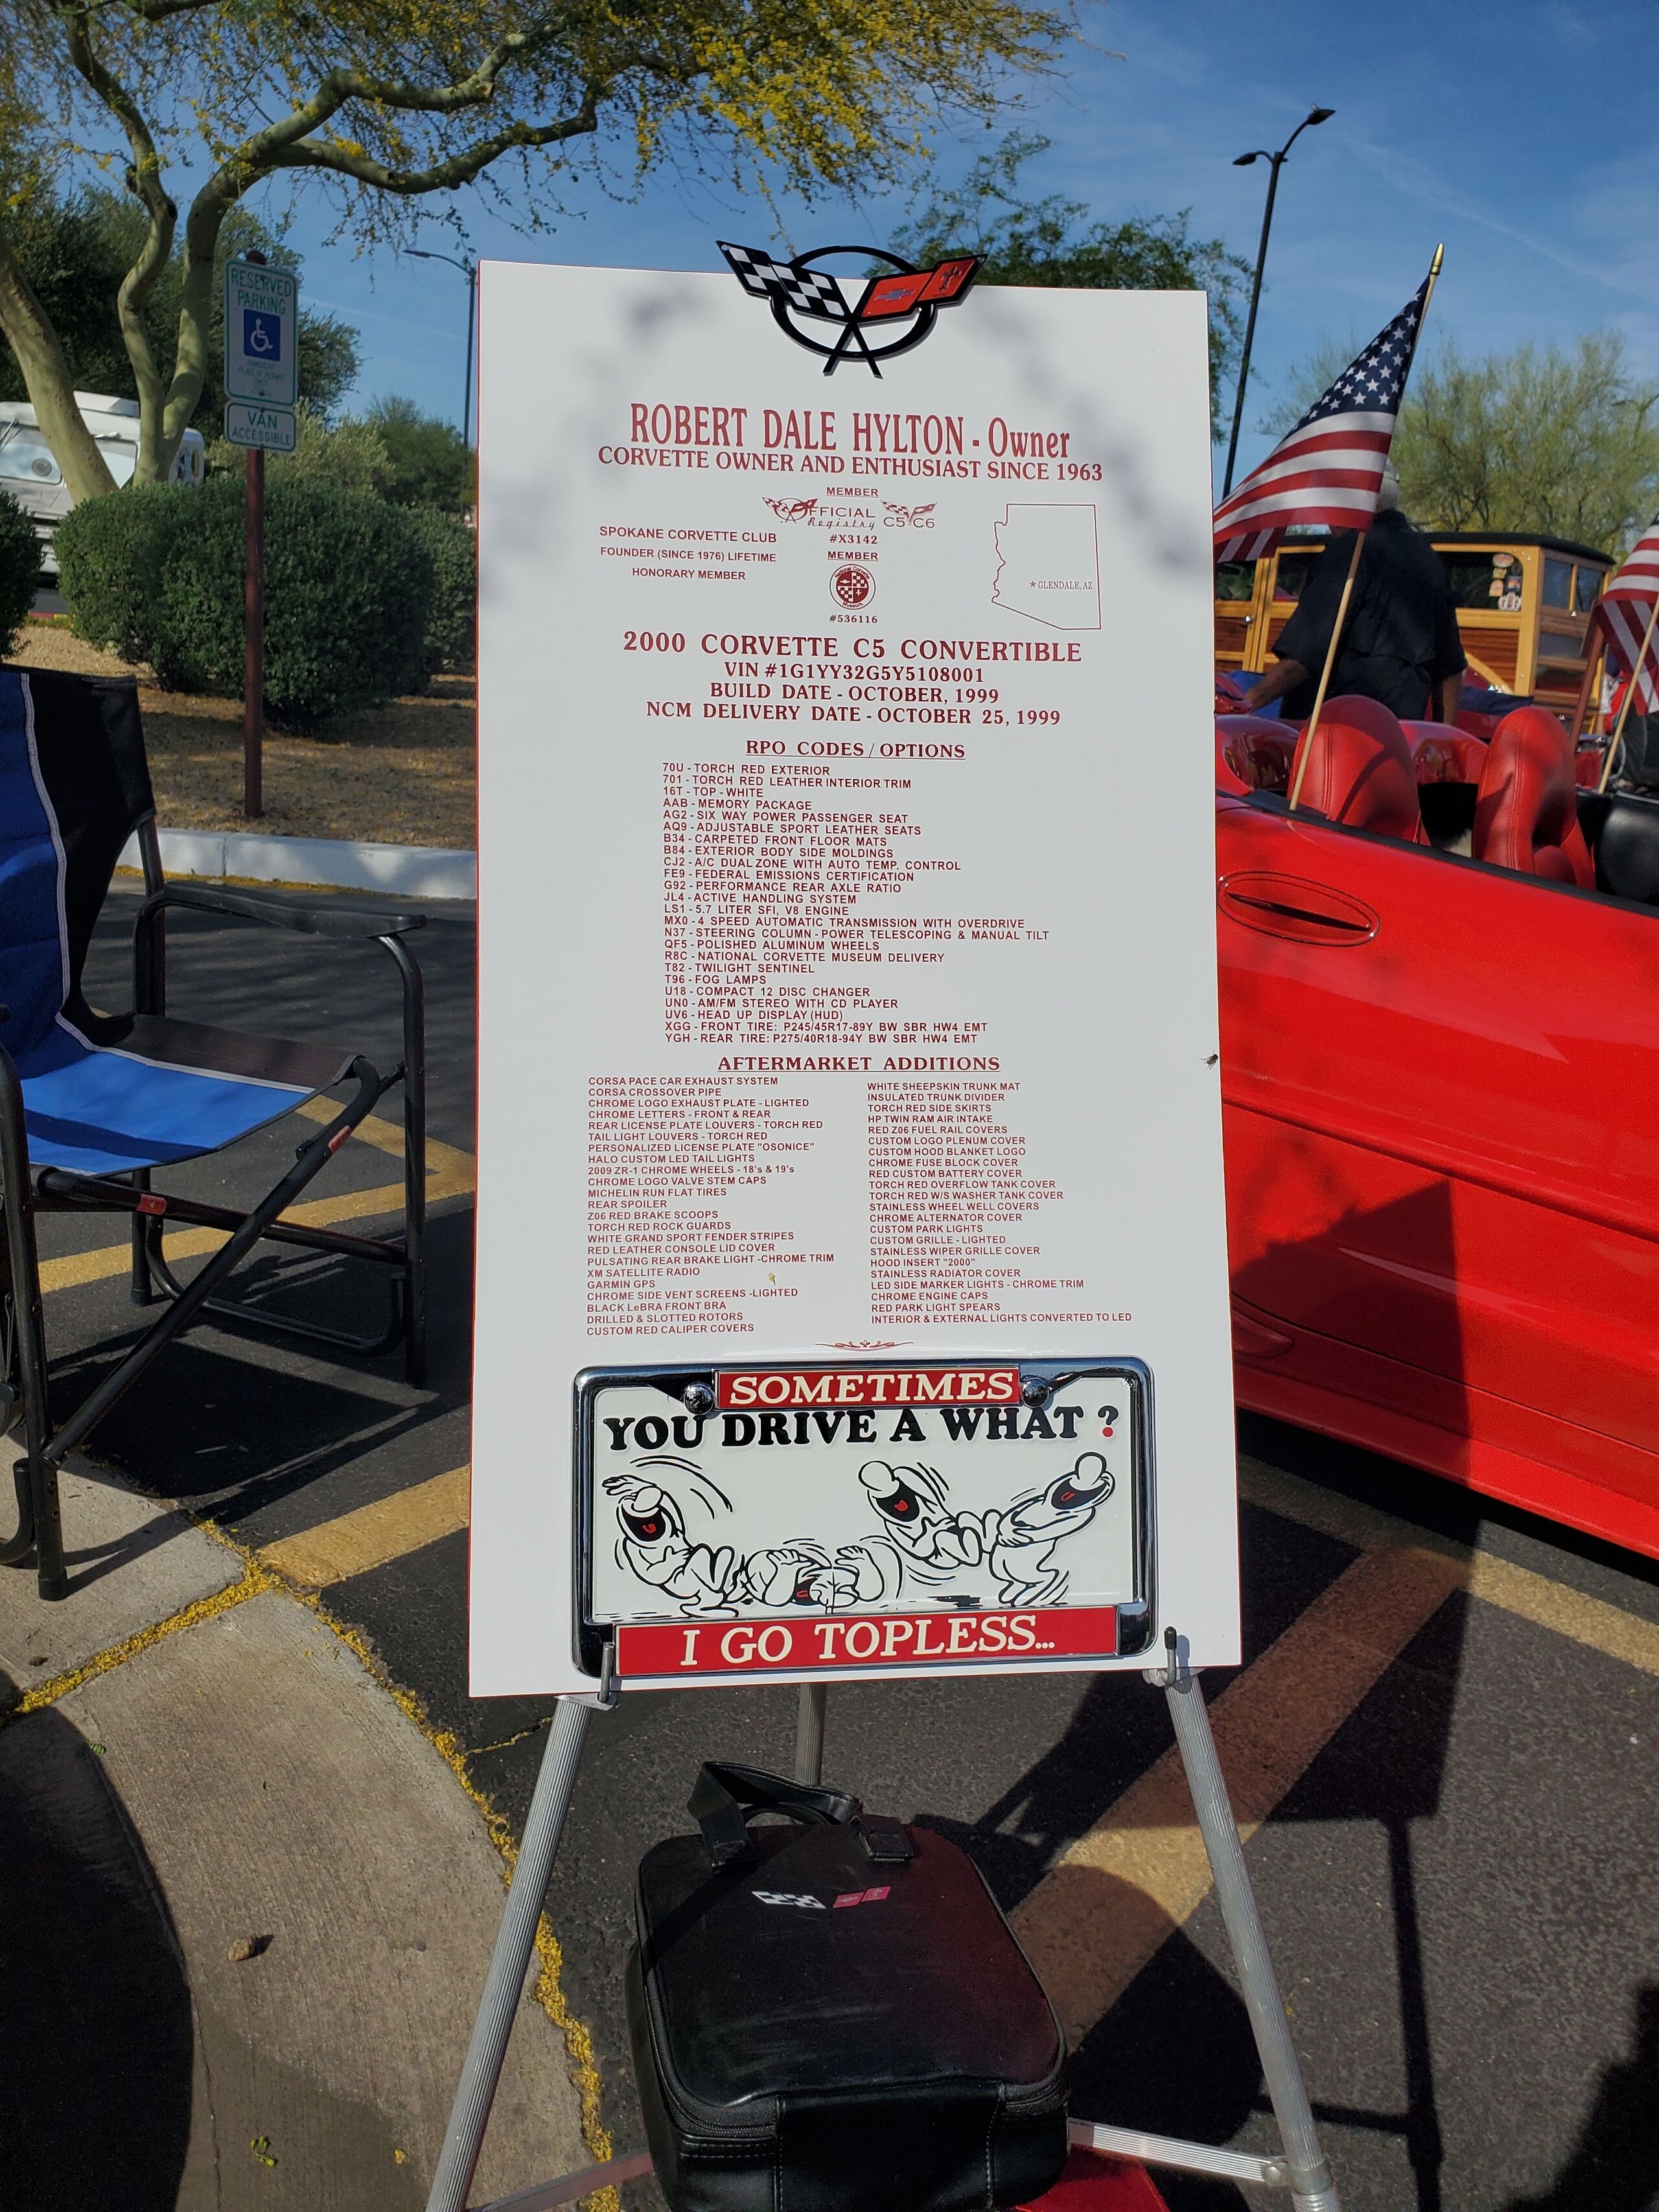 RESERVED
PARKING
VAN
ACCESSIBLE
ROBERT DALE HYLTON - Owner
CORVETTE OWNER AND ENTHUSIAST SINCE 1963
SPOKANE CORVETTE CLUB
FOUNDER (SINCE 1976) LIFETIME
HONORARY MEMBER
MEMBER
OFFICIAL
Registry C5 C6
#X3142
MEMBER
National Corvette
Museum
#536116
* GLENDALE, AZ
2000 CORVETTE C5 CONVERTIBLE
VIN #1G1YY32G5Y5108001
BUILD DATE - OCTOBER, 1999
NCM DELIVERY DATE - OCTOBER 25, 1999
RPO CODES / OPTIONS
70U - TORCH RED EXTERIOR
701 - TORCH RED LEATHER INTERIOR TRIM
16T - TOP - WHITE
AAB - MEMORY PACKAGE
AG2 - SIX WAY POWER PASSENGER SEAT
AQ9 - ADJUSTABLE SPORT LEATHER SEATS
B34 - CARPETED FRONT FLOOR MATS
B84 - EXTERIOR BODY SIDE MOLDINGS
CJ2 - A/C DUAL ZONE WITH AUTO TEMP. CONTROL
FE9 - FEDERAL EMISSIONS CERTIFICATION
G92 - PERFORMANCE REAR AXLE RATIO
JL4 - ACTIVE HANDLING SYSTEM
LS1 - 5.7 LITER SFI, V8 ENGINE
MX0 - 4 SPEED AUTOMATIC TRANSMISSION WITH OVERDRIVE
N37 - STEERING COLUMN - POWER TELESCOPING & MANUAL TILT
QF5 - POLISHED ALUMINUM WHEELS
R8C - NATIONAL CORVETTE MUSEUM DELIVERY
T82 - TWILIGHT SENTINEL
T96 - FOG LAMPS
U18 - COMPACT 12 DISC CHANGER
UN0 - AM/FM STEREO WITH CD PLAYER
UV6 - HEAD UP DISPLAY (HUD)
XGG - FRONT TIRE: P245/45R17-89Y BW SBR HW4 EMT
YGH - REAR TIRE: P275/40R18-94Y BW SBR HW4 EMT
AFTERMARKET ADDITIONS
CORSA PACE CAR EXHAUST SYSTEM
CORSA CROSSOVER PIPE
CHROME LOGO EXHAUST PLATE - LIGHTED
CHROME LETTERS - FRONT & REAR
REAR LICENSE PLATE LOUVERS - TORCH RED
TAIL LIGHT LOUVERS - TORCH RED
PERSONALIZED LICENSE PLATE "OSONICE"
HALO CUSTOM LED TAIL LIGHTS
2009 ZR-1 CHROME WHEELS - 18's & 19's
CHROME LOGO VALVE STEM CAPS
MICHELIN RUN FLAT TIRES
REAR SPOILER
Z06 RED BRAKE SCOOPS
TORCH RED ROCK GUARDS
WHITE GRAND SPORT FENDER STRIPES
RED LEATHER CONSOLE LID COVER
PULSATING REAR BRAKE LIGHT -CHROME TRIM
XM SATELLITE RADIO
GARMIN GPS
CHROME SIDE VENT SCREENS -LIGHTED
BLACK LeBRA FRONT BRA
DRILLED & SLOTTED ROTORS
CUSTOM RED CALIPER COVERS
WHITE SHEEPSKIN TRUNK MAT
INSULATED TRUNK DIVIDER
TORCH RED SIDE SKIRTS
HP TWIN RAM AIR INTAKE
RED Z06 FUEL RAIL COVERS
CUSTOM LOGO PLENUM COVER
CUSTOM HOOD BLANKET LOGO
CHROME FUSE BLOCK COVER
RED CUSTOM BATTERY COVER
TORCH RED OVERFLOW TANK COVER
TORCH RED W/S WASHER TANK COVER
STAINLESS WHEEL WELL COVERS
CHROME ALTERNATOR COVER
CUSTOM PARK LIGHTS
CUSTOM GRILLE - LIGHTED
STAINLESS WIPER GRILLE COVER
HOOD INSERT "2000"
STAINLESS RADIATOR COVER
LED SIDE MARKER LIGHTS - CHROME TRIM
CHROME ENGINE CAPS
RED PARK LIGHT SPEARS
INTERIOR & EXTERNAL LIGHTS CONVERTED TO LED
SOMETIMES
YOU DRIVE A WHAT ?
I GO TOPLESS...